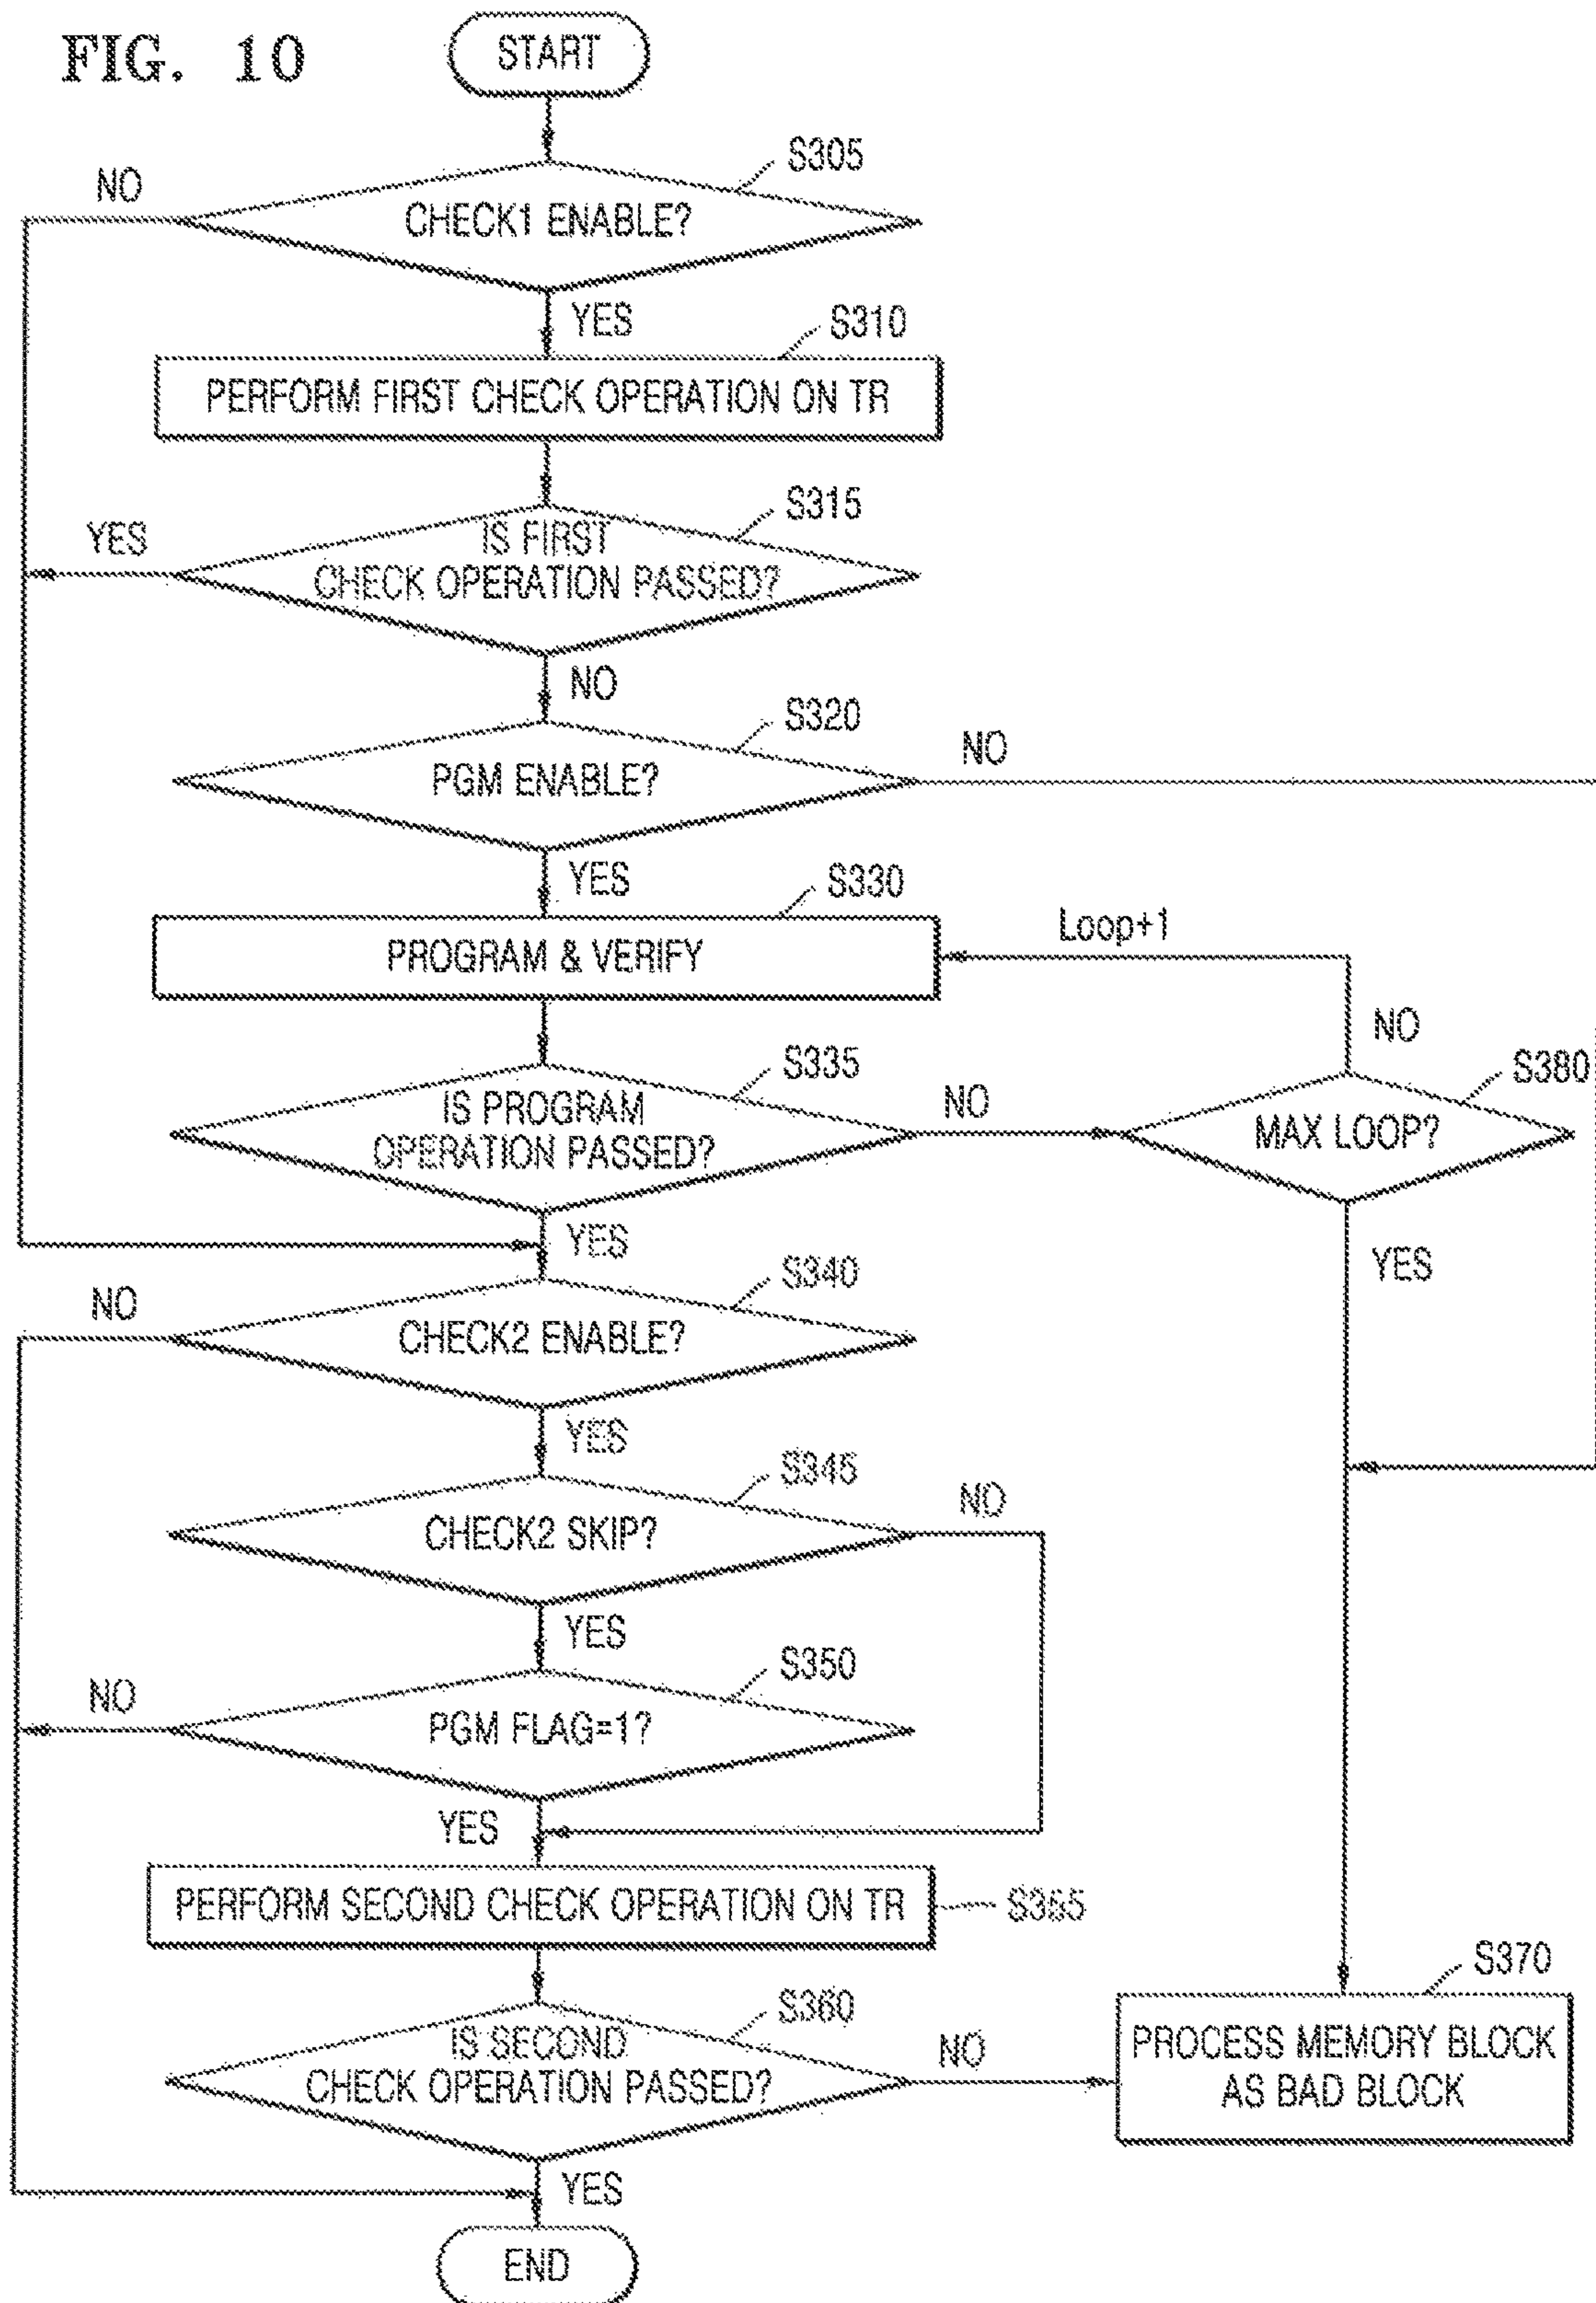 FIG. 10
START
S305
NO
CHECK1 ENABLE?
YES
S310
PERFORM FIRST CHECK OPERATION ON TR
S315
YES
IS FIRST
CHECK OPERATION PASSED?
NO
S320
NO
PGM ENABLE?
YES
S330
Loop+1
PROGRAM & VERIFY
NO
S335
S380
IS PROGRAM
OPERATION PASSED?
NO
MAX LOOP?
YES
YES
S340
NO
CHECK2 ENABLE?
YES
S345
NO
CHECK2 SKIP?
YES
S350
NO
PGM FLAG=1?
YES
PERFORM SECOND CHECK OPERATION ON TR
S355
S370
S360
IS SECOND
CHECK OPERATION PASSED?
NO
PROCESS MEMORY BLOCK
AS BAD BLOCK
YES
END